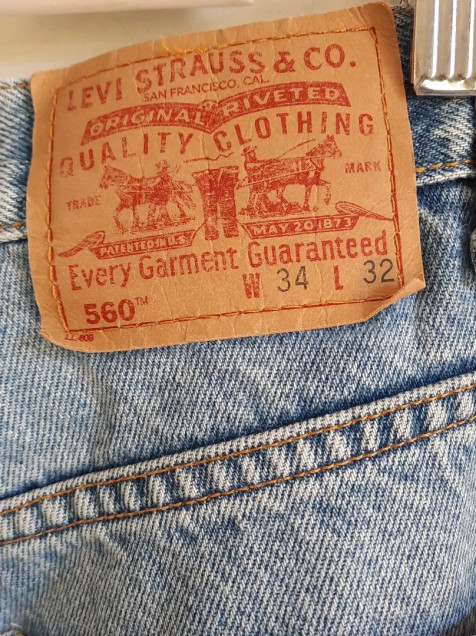 LEVI STRAUSS & CO.
SAN FRANCISCO, CAL.
ORIGINAL RIVETED
QUALITY CLOTHING
TRADE MARK
PATENTED IN U.S. MAY 20 1873
Every Garment Guaranteed
W 34 L 32
560™